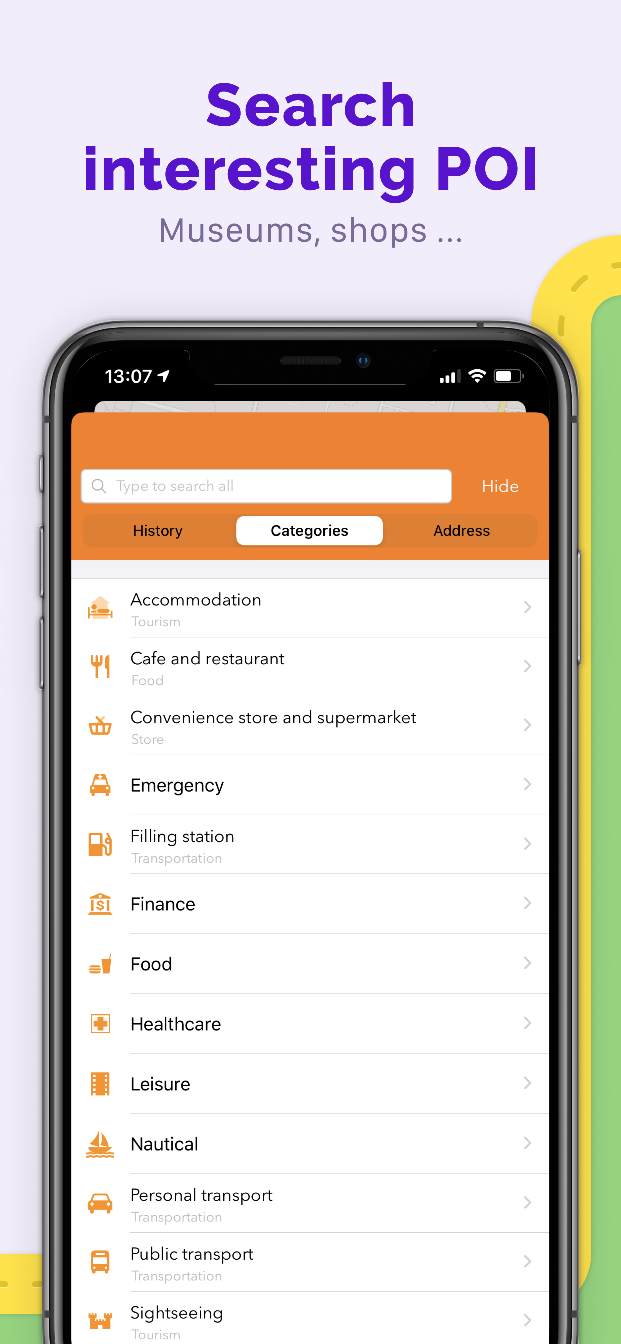 Search
interesting POI
Museums, shops ...
13:07
Type to search all
Hide
History
Categories
Address
Accommodation
Tourism
Cafe and restaurant
Food
Convenience store and supermarket
Store
Emergency
Filling station
Transportation
Finance
Food
Healthcare
Leisure
Nautical
Personal transport
Transportation
Public transport
Transportation
Sightseeing
Tourism